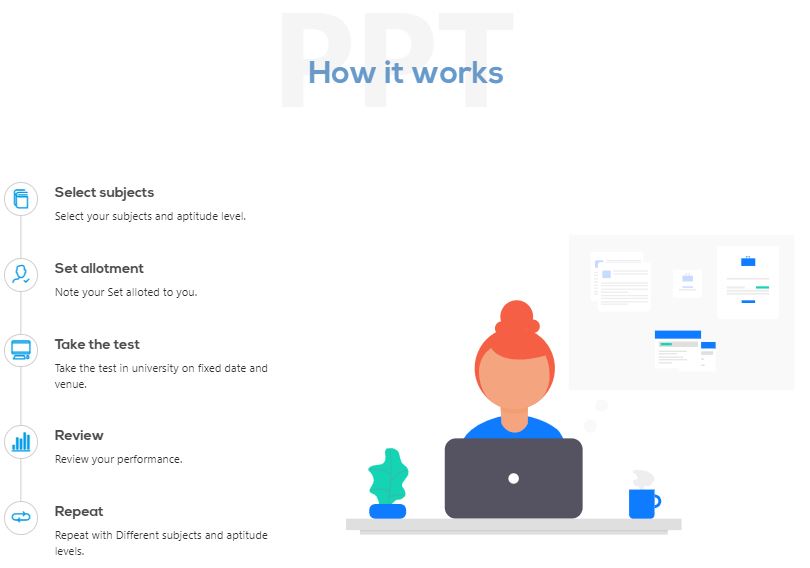 PPT
How it works
Select subjects
Select your subjects and aptitude level.
Set allotment
Note your Set alloted to you.
Take the test
Take the test in university on fixed date and
venue.
Review
Review your performance.
Repeat
Repeat with Different subjects and aptitude
levels.